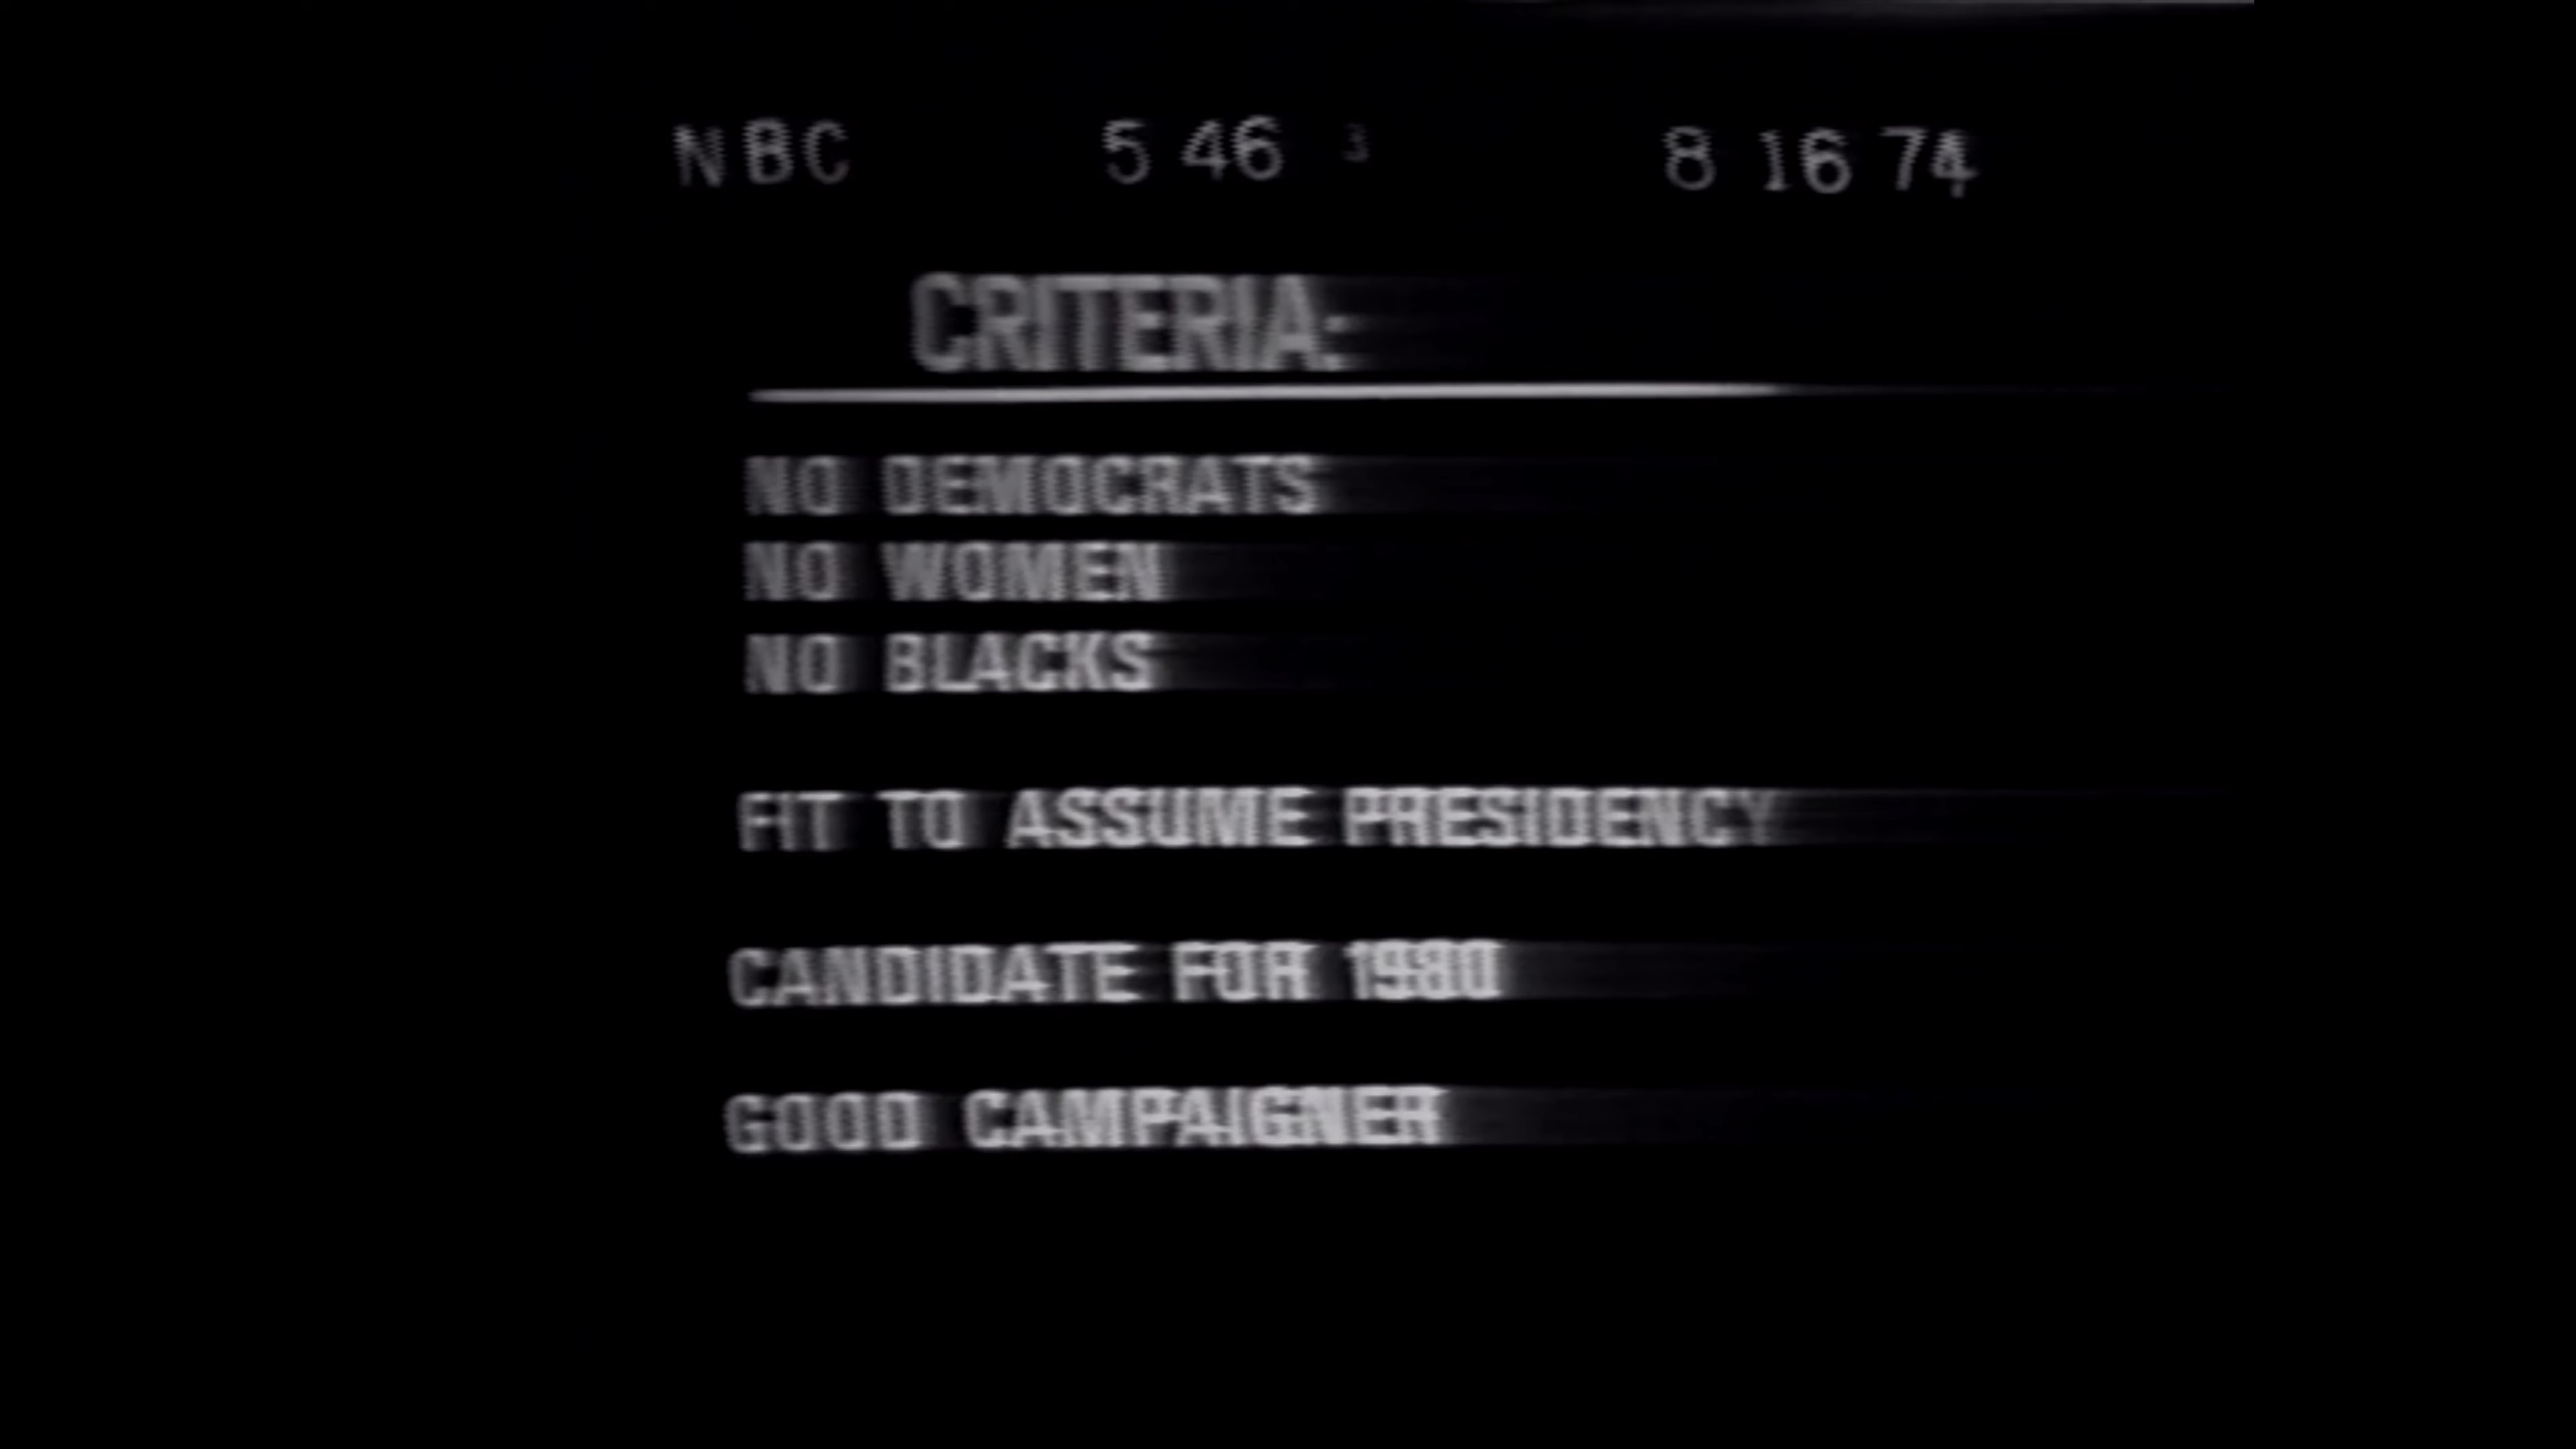 NBC 5 46 3 8 16 74
CRITERIA:
NO DEMOCRATS
NO WOMEN
NO BLACKS
FIT TO ASSUME PRESIDENCY
CANDIDATE FOR 1980
GOOD CAMPAIGNER